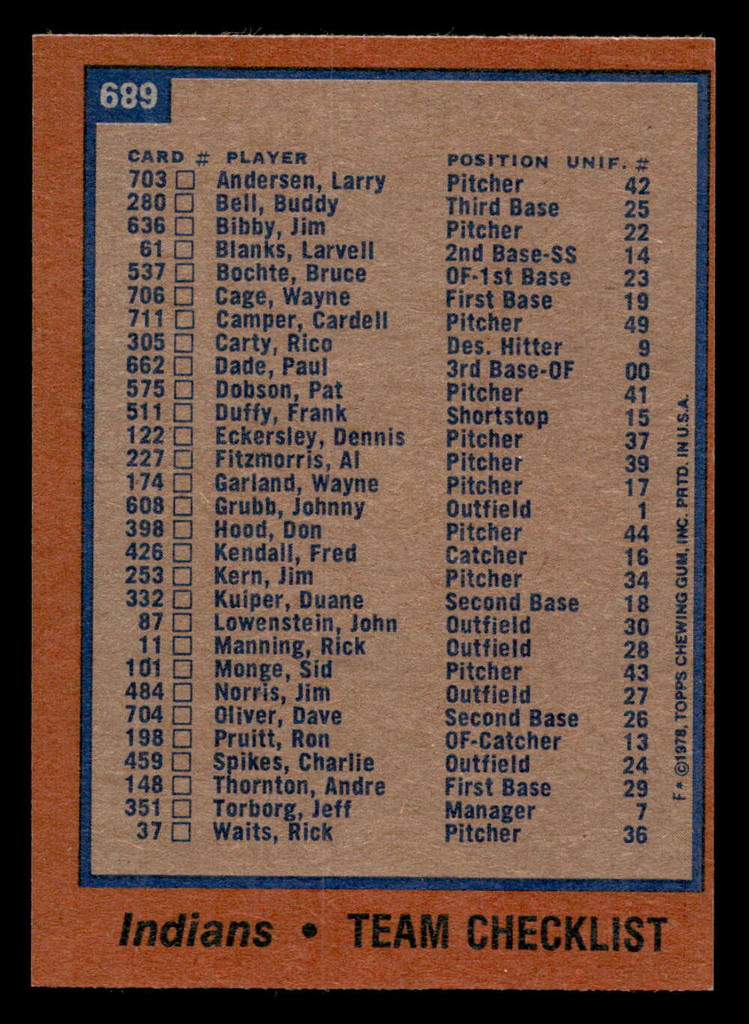 689
CARD # PLAYER POSITION UNIF. #
703 Andersen, Larry Pitcher 42
280 Bell, Buddy Third Base 25
636 Bibby, Jim Pitcher 22
61 Blanks, Larvell 2nd Base-SS 14
537 Bochte, Bruce OF-1st Base 23
706 Cage, Wayne First Base 19
711 Camper, Cardell Pitcher 49
305 Carty, Rico Des. Hitter 9
662 Dade, Paul 3rd Base-OF 00
575 Dobson, Pat Pitcher 41
511 Duffy, Frank Shortstop 15
122 Eckersley, Dennis Pitcher 37
227 Fitzmorris, Al Pitcher 39
174 Garland, Wayne Pitcher 17
608 Grubb, Johnny Outfield 1
398 Hood, Don Pitcher 44
426 Kendall, Fred Catcher 16
253 Kern, Jim Pitcher 34
332 Kuiper, Duane Second Base 18
87 Lowenstein, John Outfield 30
11 Manning, Rick Outfield 28
101 Monge, Sid Pitcher 43
484 Norris, Jim Outfield 27
704 Oliver, Dave Second Base 26
198 Pruitt, Ron OF-Catcher 13
459 Spikes, Charlie Outfield 24
148 Thornton, Andre First Base 29
351 Torborg, Jeff Manager 7
37 Waits, Rick Pitcher 36
F* ©1978, TOPPS CHEWING GUM, INC. PRTD. IN U.S.A.
Indians • TEAM CHECKLIST